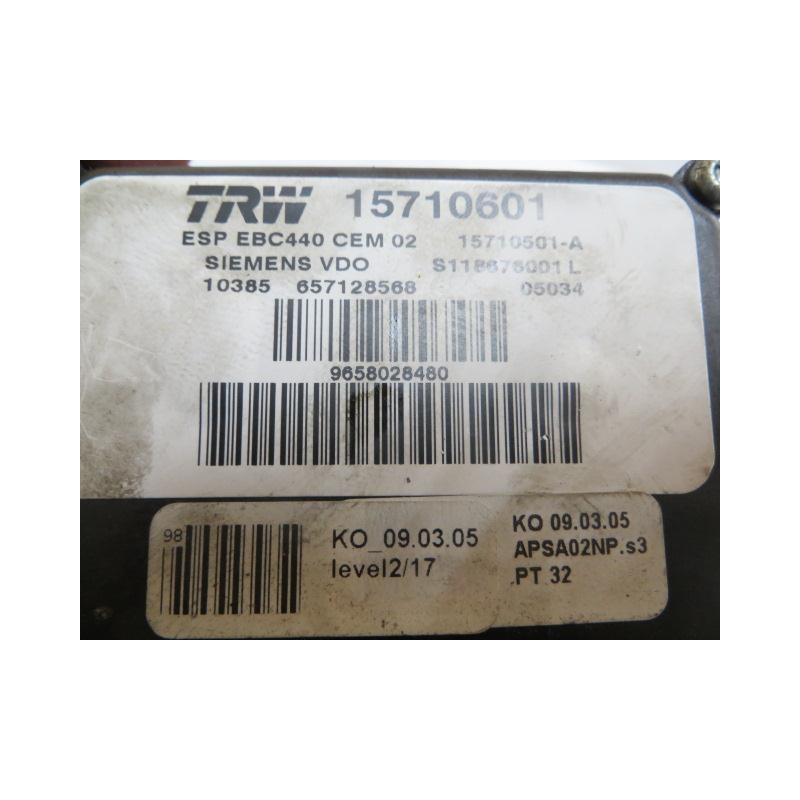 TRW 15710601
ESP EBC440 CEM 02 15710501-A
SIEMENS VDO S118676001 L
10385 657128568 05034
9658028480
98
KO_09.03.05
level2/17
KO 09.03.05
APSA02NP.s3
PT 32